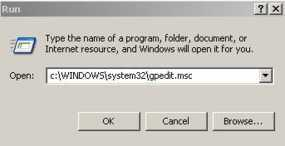 Run
Type the name of a program, folder, document, or
Internet resource, and Windows will open it for you.
Open: c:\WINDOWS\system32\gpedit.msc
OK Cancel Browse...